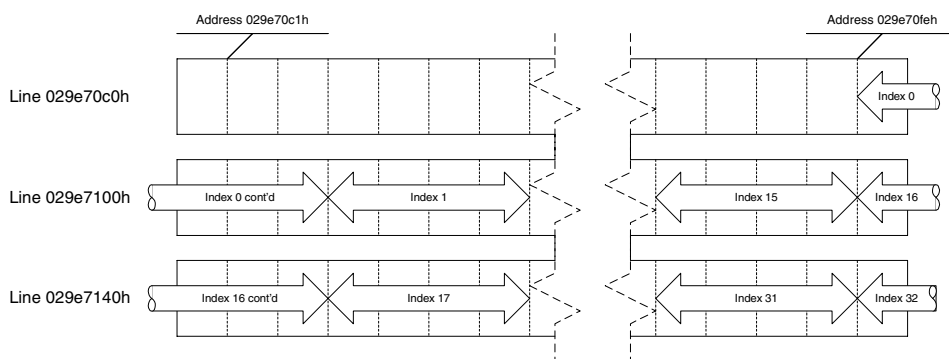 Address 029e70c1h
Address 029e70feh
Line 029e70c0h
Index 0
Line 029e7100h
Index 0 cont'd
Index 1
Index 15
Index 16
Line 029e7140h
Index 16 cont'd
Index 17
Index 31
Index 32